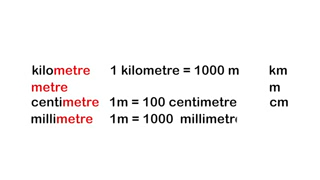 kilometre 1 kilometre = 1000 m km
metre m
centimetre 1m = 100 centimetre cm
millimetre 1m = 1000 millimetr